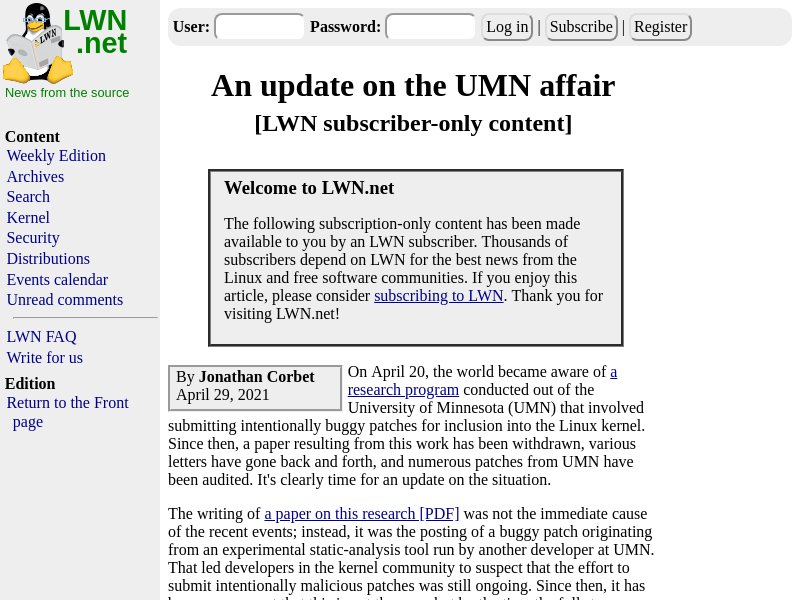 LWN
.net
News from the source
Content
Weekly Edition
Archives
Search
Kernel
Security
Distributions
Events calendar
Unread comments
LWN FAQ
Write for us
Edition
Return to the Front
page
User: Password: Log in | Subscribe | Register
An update on the UMN affair
[LWN subscriber-only content]
Welcome to LWN.net
The following subscription-only content has been made
available to you by an LWN subscriber. Thousands of
subscribers depend on LWN for the best news from the
Linux and free software communities. If you enjoy this
article, please consider subscribing to LWN. Thank you for
visiting LWN.net!
By Jonathan Corbet
April 29, 2021
On April 20, the world became aware of a
research program conducted out of the
University of Minnesota (UMN) that involved
submitting intentionally buggy patches for inclusion into the Linux kernel.
Since then, a paper resulting from this work has been withdrawn, various
letters have gone back and forth, and numerous patches from UMN have
been audited. It's clearly time for an update on the situation.
The writing of a paper on this research [PDF] was not the immediate cause
of the recent events; instead, it was the posting of a buggy patch originating
from an experimental static-analysis tool run by another developer at UMN.
That led developers in the kernel community to suspect that the effort to
submit intentionally malicious patches was still ongoing. Since then, it has